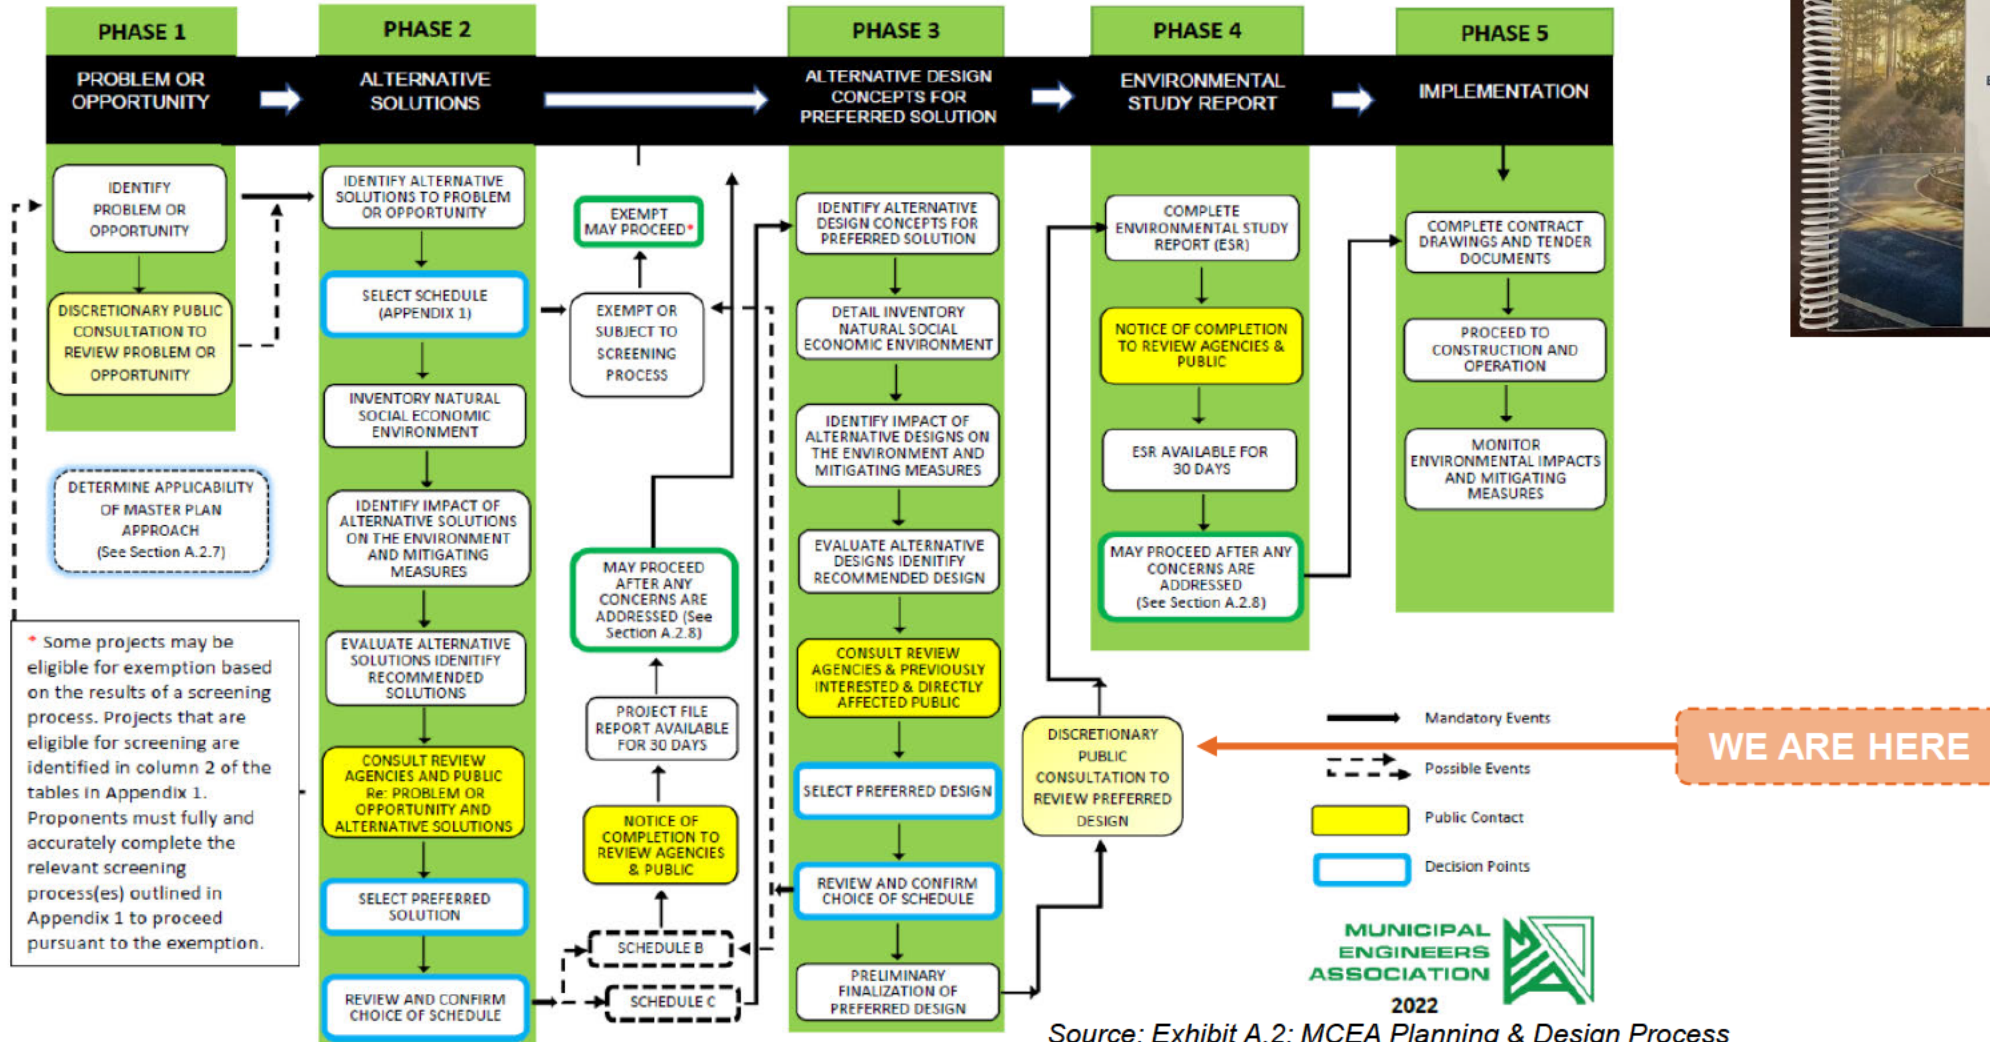 PHASE 1
PROBLEM OR
OPPORTUNITY
IDENTIFY
PROBLEM OR
OPPORTUNITY
DISCRETIONARY PUBLIC
CONSULTATION TO
REVIEW PROBLEM OR
OPPORTUNITY
DETERMINE APPLICABILITY
OF MASTER PLAN
APPROACH
(See Section A.2.7)
* Some projects may be
eligible for exemption based
on the results of a screening
process. Projects that are
eligible for screening are
identified in column 2 of the
tables in Appendix 1.
Proponents must fully and
accurately complete the
relevant screening
process(es) outlined in
Appendix 1 to proceed
pursuant to the exemption.
PHASE 2
ALTERNATIVE
SOLUTIONS
IDENTIFY ALTERNATIVE
SOLUTIONS TO PROBLEM
OR OPPORTUNITY
SELECT SCHEDULE
(APPENDIX 1)
INVENTORY NATURAL
SOCIAL ECONOMIC
ENVIRONMENT
IDENTIFY IMPACT OF
ALTERNATIVE SOLUTIONS
ON THE ENVIRONMENT
AND MITIGATING
MEASURES
EVALUATE ALTERNATIVE
SOLUTIONS IDENITIFY
RECOMMENDED
SOLUTIONS
CONSULT REVIEW
AGENCIES AND PUBLIC
Re: PROBLEM OR
OPPORTUNITY AND
ALTERNATIVE SOLUTIONS
SELECT PREFERRED
SOLUTION
REVIEW AND CONFIRM
CHOICE OF SCHEDULE
EXEMPT
MAY PROCEED*
EXEMPT OR
SUBJECT TO
SCREENING
PROCESS
MAY PROCEED
AFTER ANY
CONCERNS ARE
ADDRESSED (See
Section A.2.8)
PROJECT FILE
REPORT AVAILABLE
FOR 30 DAYS
NOTICE OF
COMPLETION TO
REVIEW AGENCIES
& PUBLIC
SCHEDULE B
SCHEDULE C
PHASE 3
ALTERNATIVE DESIGN
CONCEPTS FOR
PREFERRED SOLUTION
IDENTIFY ALTERNATIVE
DESIGN CONCEPTS FOR
PREFERRED SOLUTION
DETAIL INVENTORY
NATURAL SOCIAL
ECONOMIC ENVIRONMENT
IDENTIFY IMPACT OF
ALTERNATIVE DESIGNS ON
THE ENVIRONMENT AND
MITIGATING MEASURES
EVALUATE ALTERNATIVE
DESIGNS IDEINTIFY
RECOMMENDED DESIGN
CONSULT REVIEW
AGENCIES & PREVIOUSLY
INTERESTED & DIRECTLY
AFFECTED PUBLIC
SELECT PREFERRED DESIGN
REVIEW AND CONFIRM
CHOICE OF SCHEDULE
PRELIMINARY
FINALIZATION OF
PREFERRED DESIGN
DISCRETIONARY
PUBLIC
CONSULTATION TO
REVIEW PREFERRED
DESIGN
PHASE 4
ENVIRONMENTAL
STUDY REPORT
COMPLETE
ENVIRONMENTAL STUDY
REPORT (ESR)
NOTICE OF COMPLETION
TO REVIEW AGENCIES &
PUBLIC
ESR AVAILABLE FOR
30 DAYS
MAY PROCEED AFTER ANY
CONCERNS ARE
ADDRESSED
(See Section A.2.8)
PHASE 5
IMPLEMENTATION
COMPLETE CONTRACT
DRAWINGS AND TENDER
DOCUMENTS
PROCEED TO
CONSTRUCTION AND
OPERATION
MONITOR
ENVIRONMENTAL IMPACTS
AND MITIGATING
MEASURES
Mandatory Events
Possible Events
Public Contact
Decision Points
WE ARE HERE
MUNICIPAL
ENGINEERS
ASSOCIATION
2022
Source: Exhibit A.2: MCEA Planning & Design Process